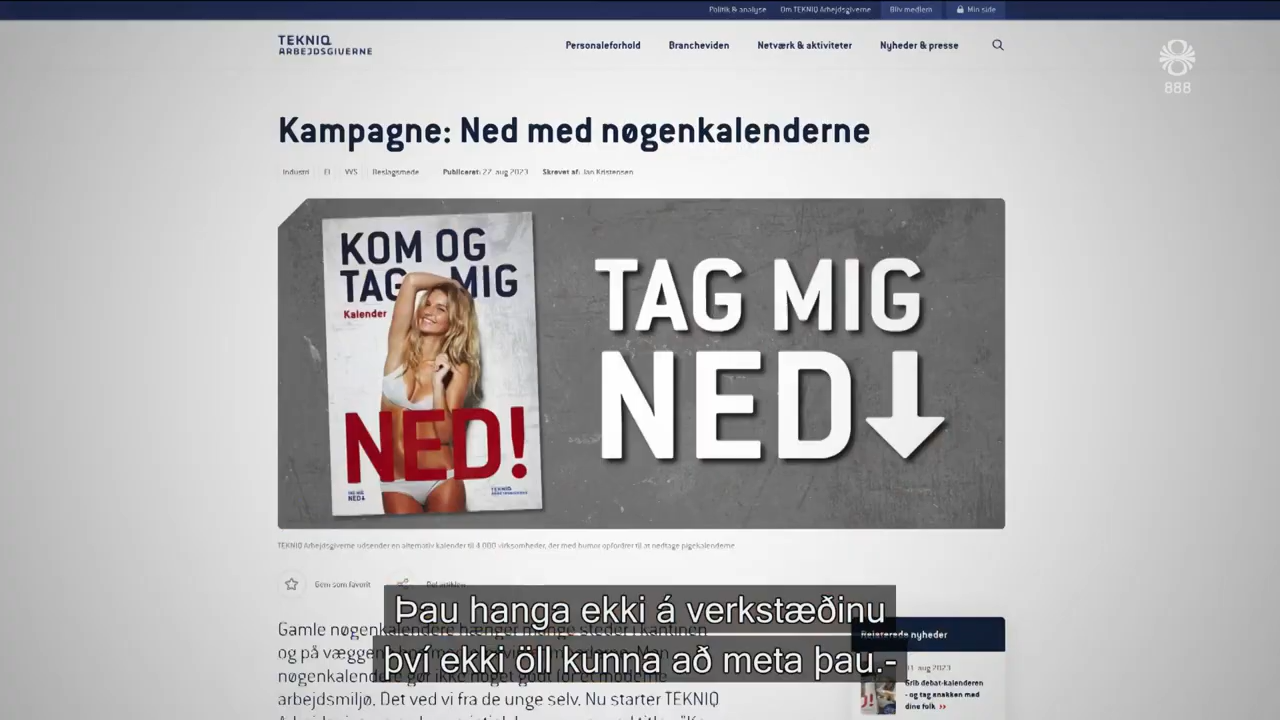 Politik & analyse Om TEKNIQ Arbejdsgiverne Bliv medlem Min side
TEKNIQ
ARBEJDSGIVERNE
Personaleforhold Brancheviden Netværk & aktiviteter Nyheder & presse
888
Kampagne: Ned med nøgenkalenderne
Industri El VVS Beslagsmede Publiceret: 27. aug 2023 Skrevet af: Jan Kristensen
KOM OG
TAG MIG
Kalender
NED!
TAG MIG
NED↓
TEKNIQ
ARBEJDSGIVERNE
TAG MIG
NED↓
TEKNIQ Arbejdsgiverne udsender en alternativ kalender til 4.000 virksomheder, der med humor opfordrer til at nedtage pigekalenderne
Gem som favorit Del artiklen
Þau hanga ekki á verkstæðinu
því ekki öll kunna að meta þau.-
Gamle nøgenkalendere hænger mange steder i kantinen
og på væggen
nøgenkalendere gør ikke noget godt for et moderne
arbejdsmiljø. Det ved vi fra de unge selv. Nu starter TEKNIQ
Relaterede nyheder
31. aug 2023
Grib debat-kalenderen
- og tag snakken med
dine folk